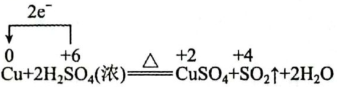 2e⁻
0 +6 △ +2 +4
Cu+2H₂SO₄(浓)══CuSO₄+SO₂↑+2H₂O